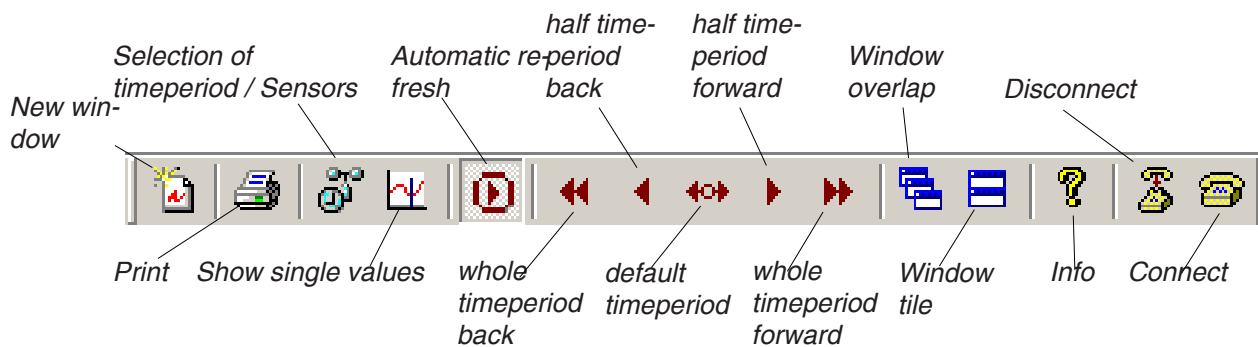 New win-
dow
Selection of
timeperiod / Sensors
Automatic re-
fresh
half time-
period
back
half time-
period
forward
Window
overlap
Disconnect
Print
Show single values
whole
timeperiod
back
default
timeperiod
whole
timeperiod
forward
Window
tile
Info
Connect